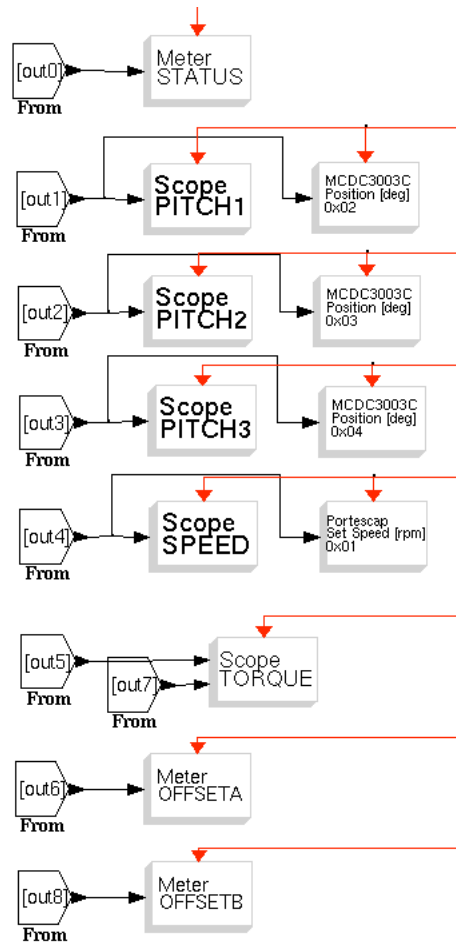 [out0]
Meter
STATUS
From
[out1]
Scope
PITCH1
MCDC3003C
Position [deg]
0x02
From
[out2]
Scope
PITCH2
MCDC3003C
Position [deg]
0x03
From
[out3]
Scope
PITCH3
MCDC3003C
Position [deg]
0x04
From
[out4]
Scope
SPEED
Portescap
Set Speed [rpm]
0x01
From
[out5]
From
[out7]
From
Scope
TORQUE
[out6]
Meter
OFFSETA
From
[out8]
Meter
OFFSETB
From